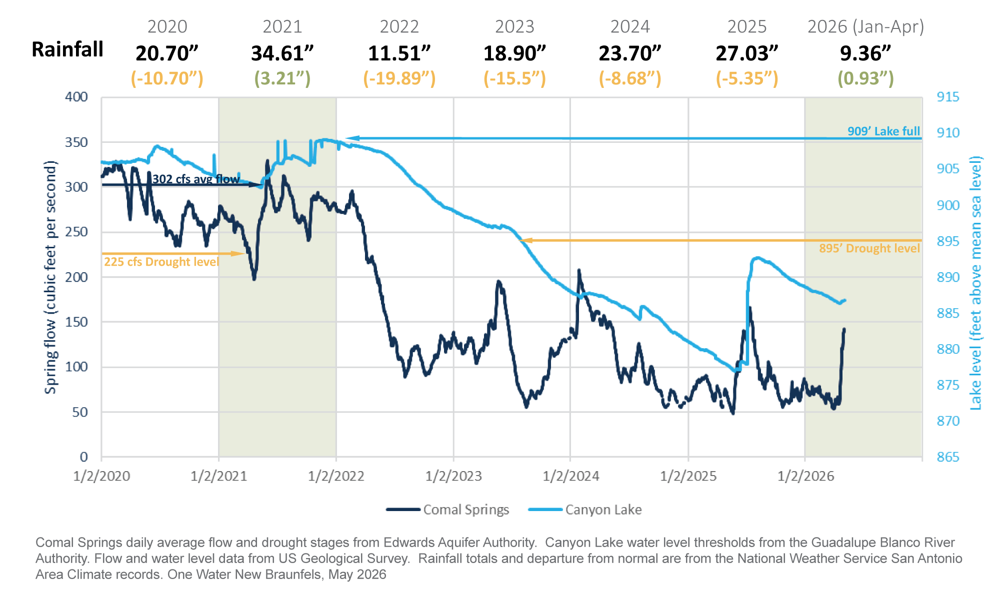 2020 2021 2022 2023 2024 2025 2026 (Jan-Apr)
Rainfall 20.70” 34.61” 11.51” 18.90” 23.70” 27.03” 9.36”
(-10.70”) (3.21”) (-19.89”) (-15.5”) (-8.68”) (-5.35”) (0.93”)
400 915
350 910
300 905
250 900
200 895
150 890
100 885
50 880
0 875
870
865
Spring flow (cubic feet per second)
Lake level (feet above mean sea level)
909’ Lake full
302 cfs avg flow
895’ Drought level
225 cfs Drought level
1/2/2020 1/2/2021 1/2/2022 1/2/2023 1/2/2024 1/2/2025 1/2/2026
Comal Springs Canyon Lake
Comal Springs daily average flow and drought stages from Edwards Aquifer Authority.  Canyon Lake water level thresholds from the Guadalupe Blanco River
Authority. Flow and water level data from US Geological Survey.  Rainfall totals and departure from normal are from the National Weather Service San Antonio
Area Climate records. One Water New Braunfels, May 2026